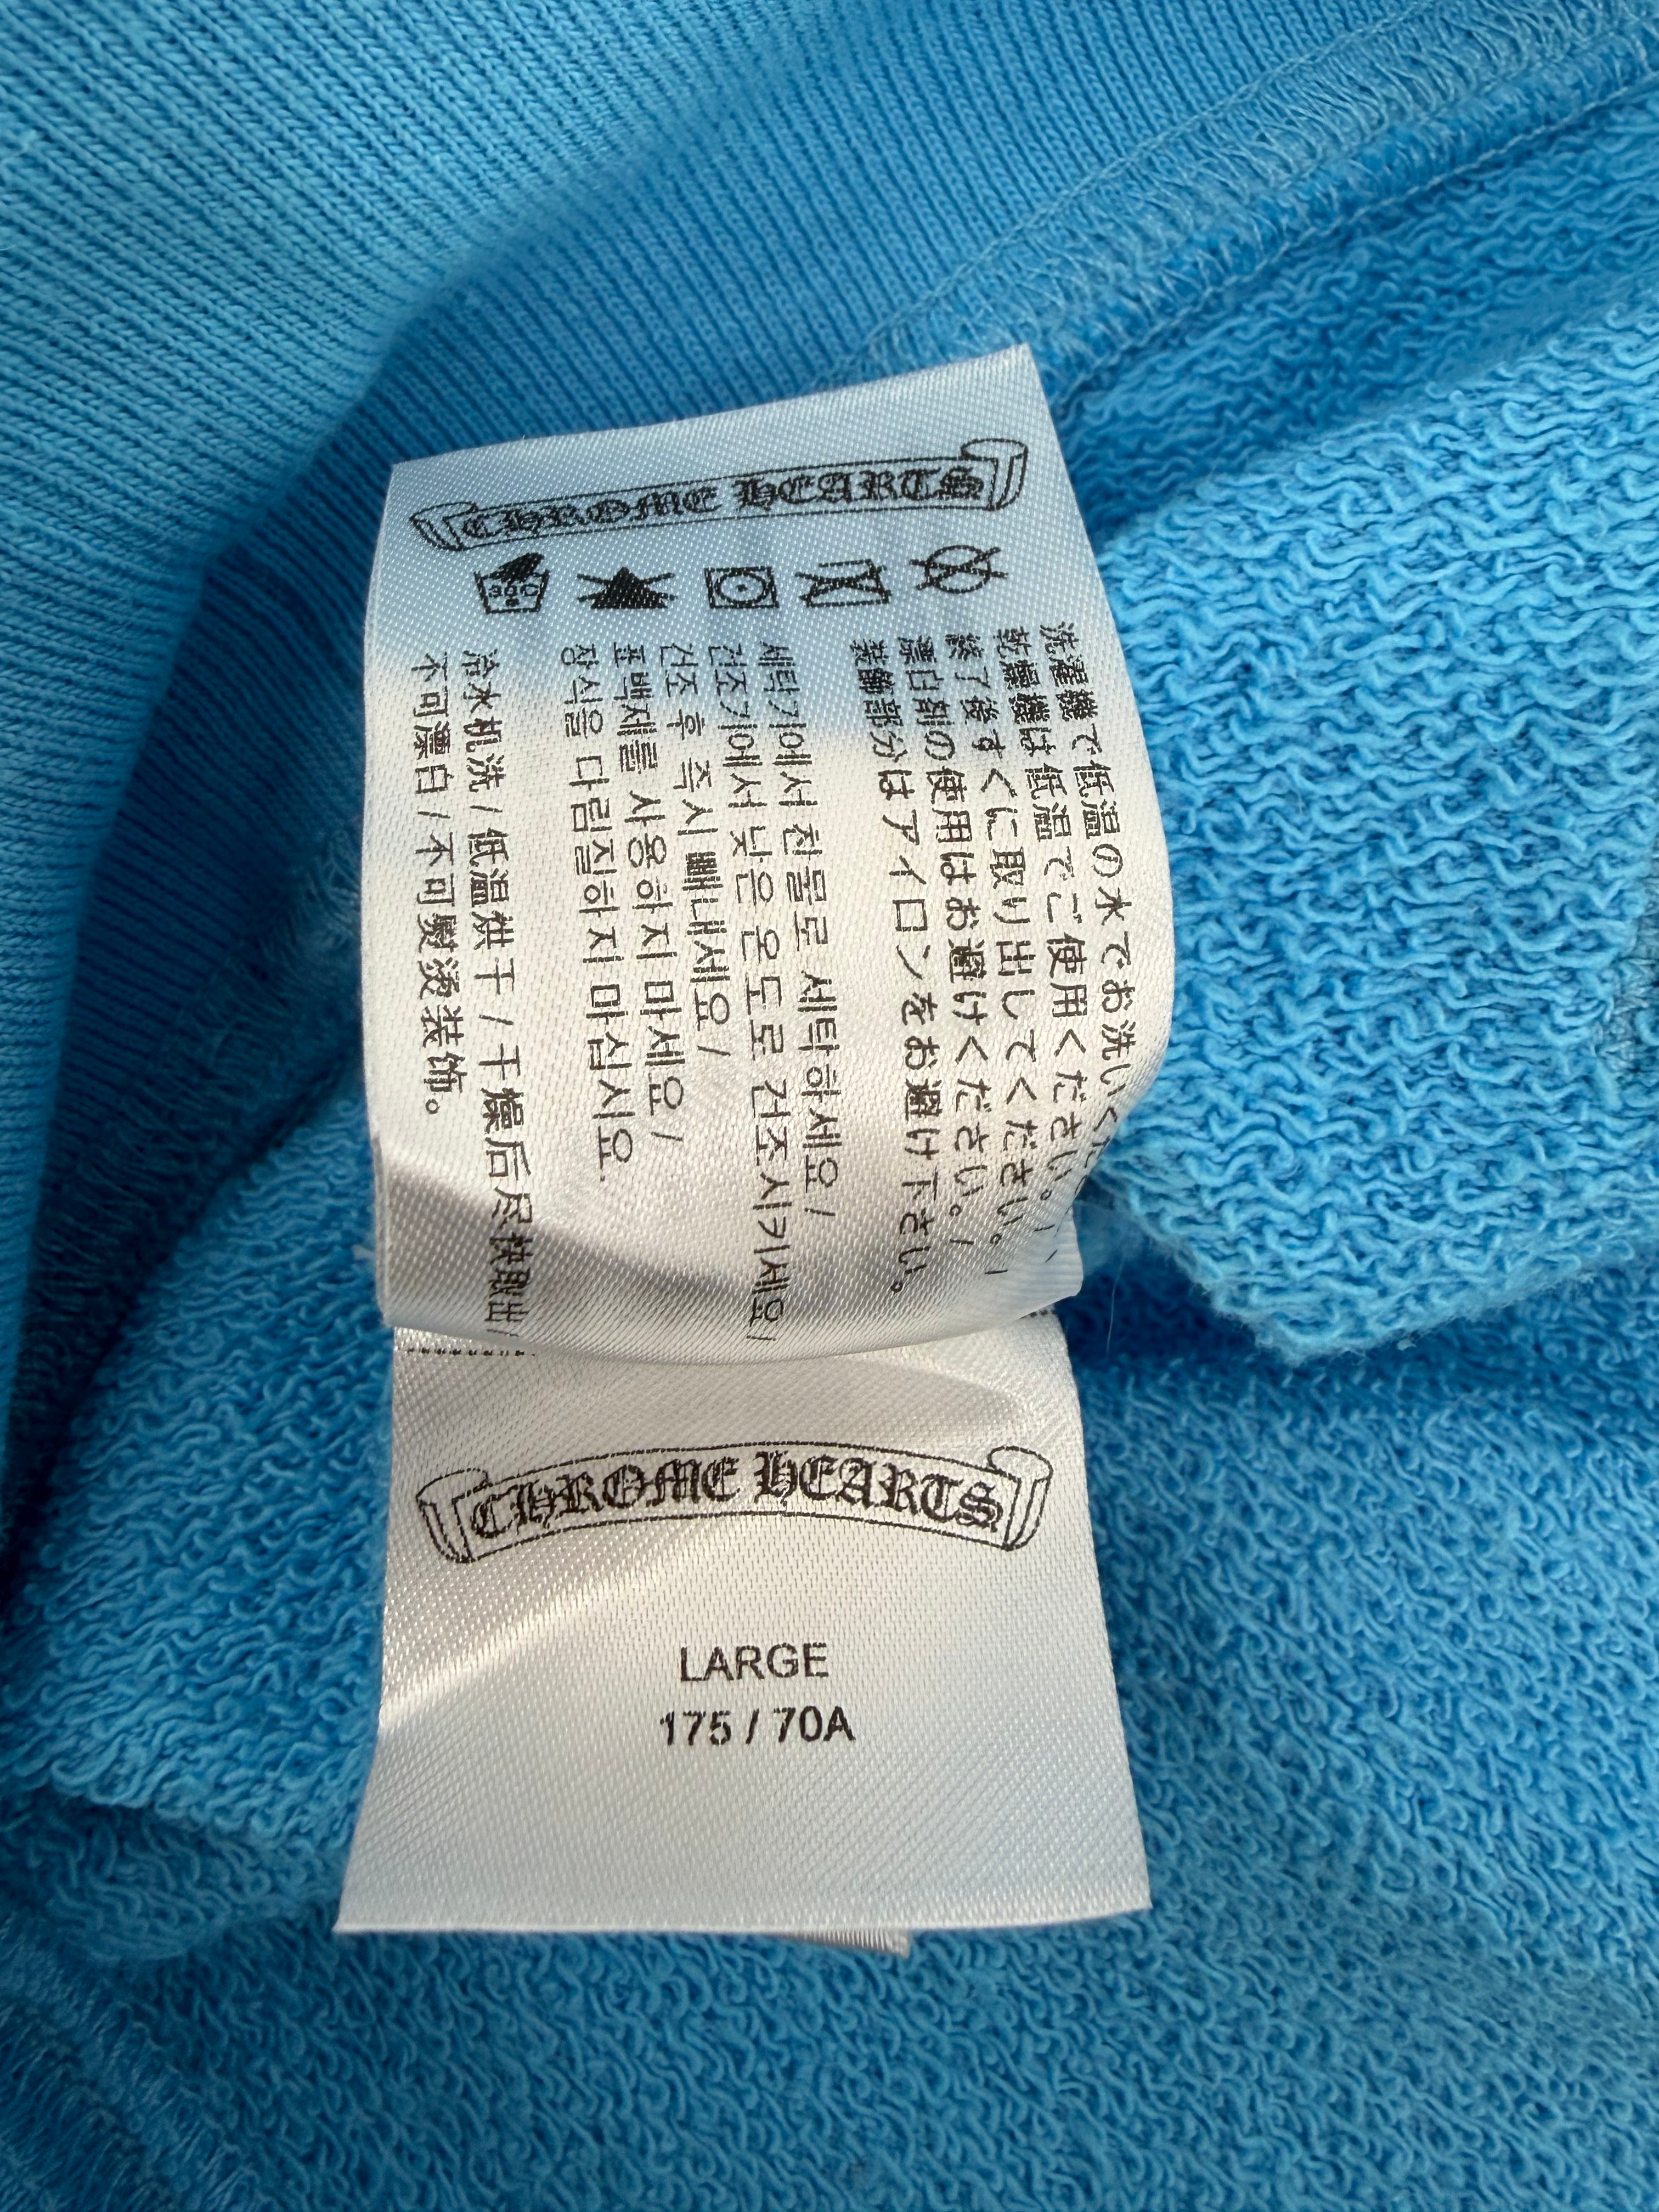 CHROME HEARTS
30°C
洗濯機で低温の水でお洗いくだ
乾燥機は低温でご使用ください。/
終了後すぐに取り出してください。/
漂白剤の使用はお避けください。/
装飾部分はアイロンをお避け下さい。
세탁기에서 찬물로 세탁하세요 /
건조기에서 낮은 온도로 건조시키세요 /
건조 후 즉시 빼내세요 /
표백제를 사용하지 마세요 /
장식을 다림질하지 마십시요.
冷水机洗 / 低温烘干 / 干燥后尽快取出 /
不可漂白 / 不可熨烫装饰。
CHROME HEARTS
LARGE
175 / 70A